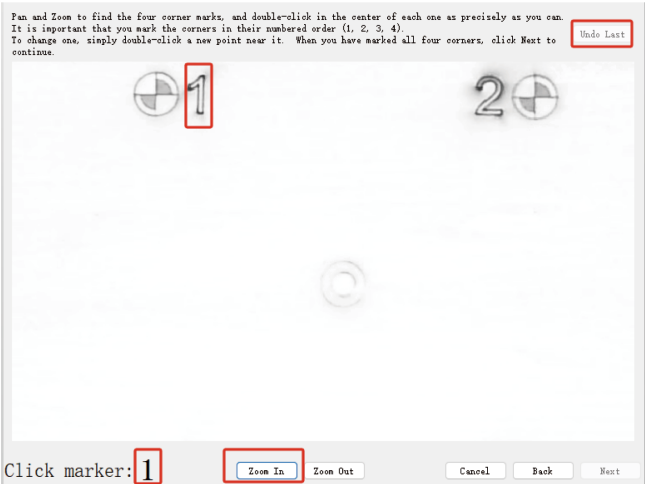 Pan and Zoom to find the four corner marks, and double-click in the center of each one as precisely as you can.
It is important that you mark the corners in their numbered order (1, 2, 3, 4).
To change one, simply double-click a new point near it. When you have marked all four corners, click Next to
continue.
Undo Last
1 2
Click marker: 1
Zoom In Zoom Out Cancel Back Next